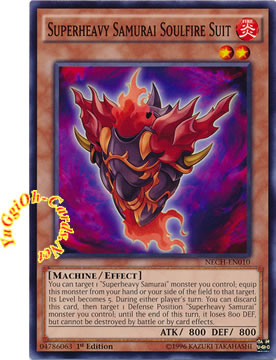 SUPERHEAVY SAMURAI SOULFIRE SUIT
炎
NECH-EN010
[MACHINE / EFFECT]
You can target 1 "Superheavy Samurai" monster you control; equip
this monster from your hand or your side of the field to that target.
Its Level becomes 5. During either player's turn: You can discard
this card, then target 1 Defense Position "Superheavy Samurai"
monster you control; until the end of this turn, it loses 800 DEF,
but cannot be destroyed by battle or by card effects.
ATK / 800 DEF / 800
04786063 1st Edition ©1996 KAZUKI TAKAHASHI
YuGgiOh-Cards.Net